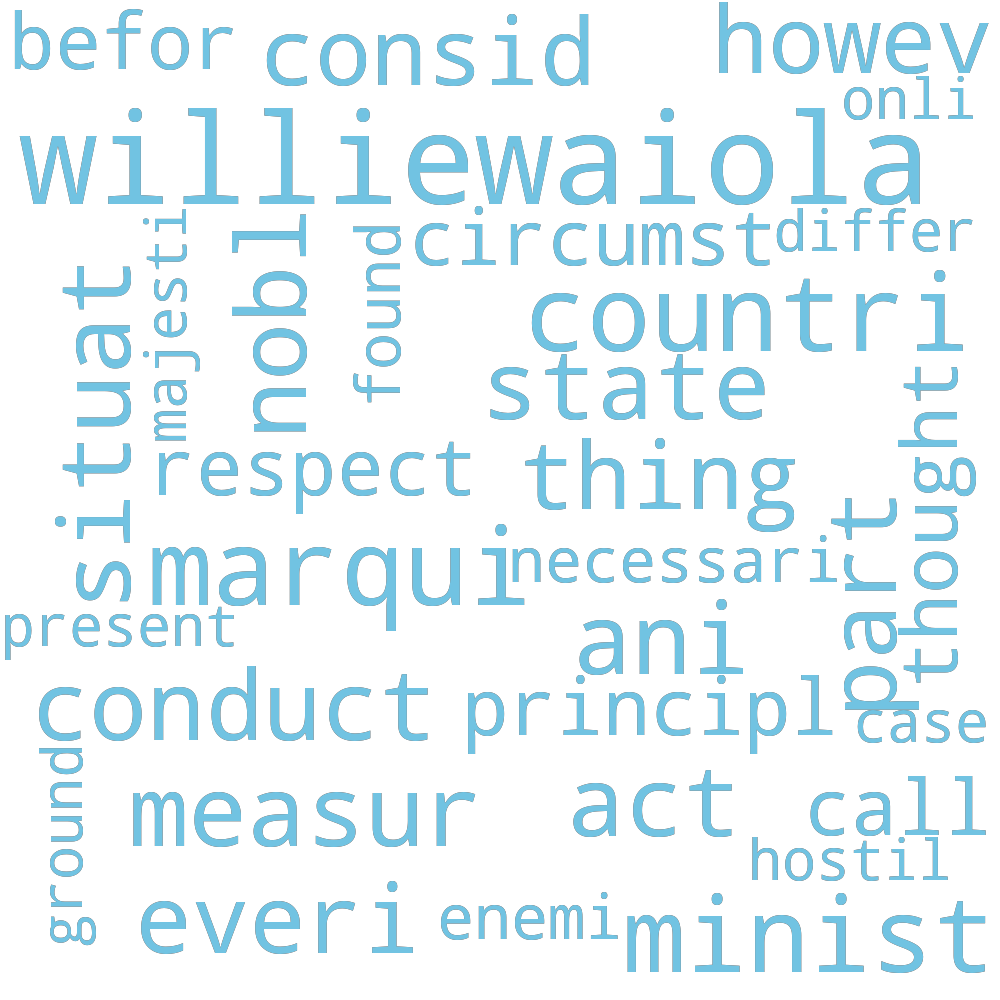 befor
consid
howev
onli
williewaiola
majesti
nobl
found
circumst
differ
situat
countri
state
thought
respect
thing
part
marqui
necessari
present
ani
conduct
principl
case
ground
measur
act
call
hostil
everi
enemi
minist